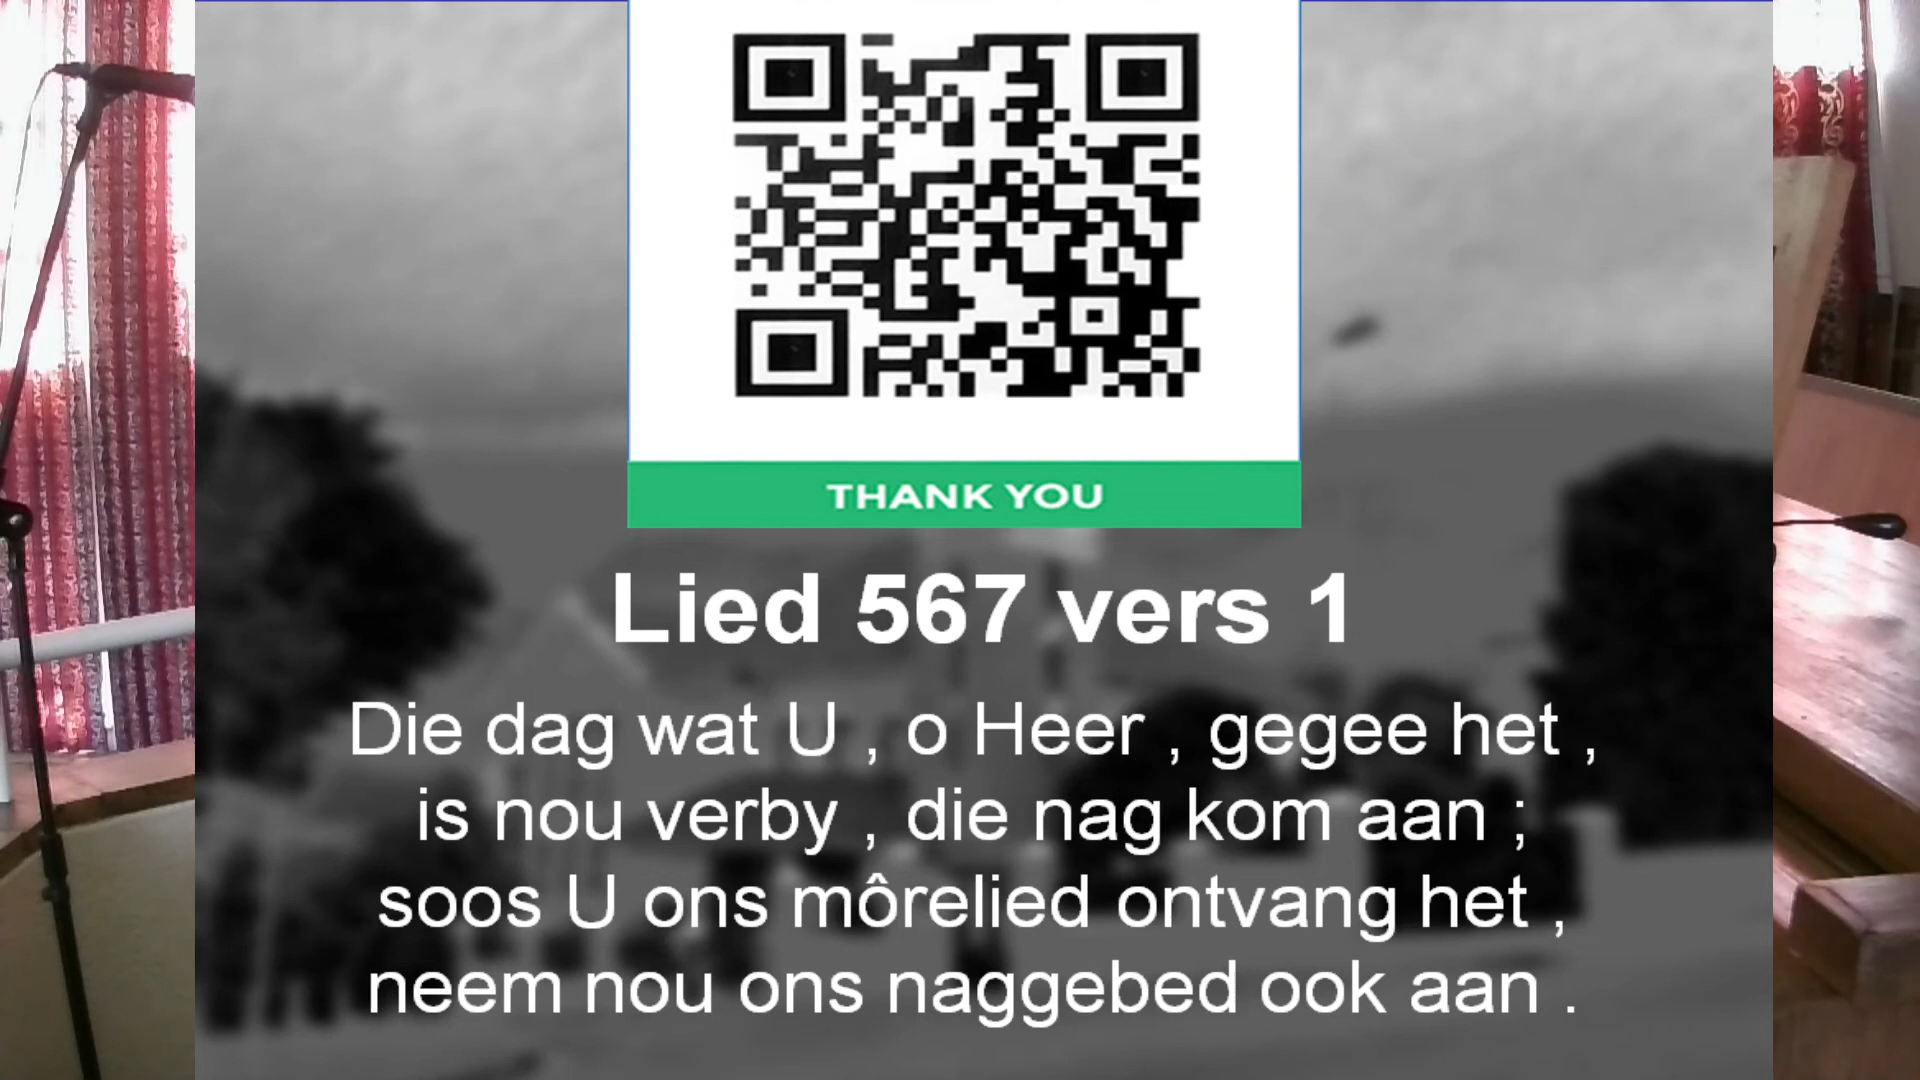 THANK YOU
Lied 567 vers 1
Die dag wat U , o Heer , gegee het ,
is nou verby , die nag kom aan ;
soos U ons môrelied ontvang het ,
neem nou ons naggebed ook aan .